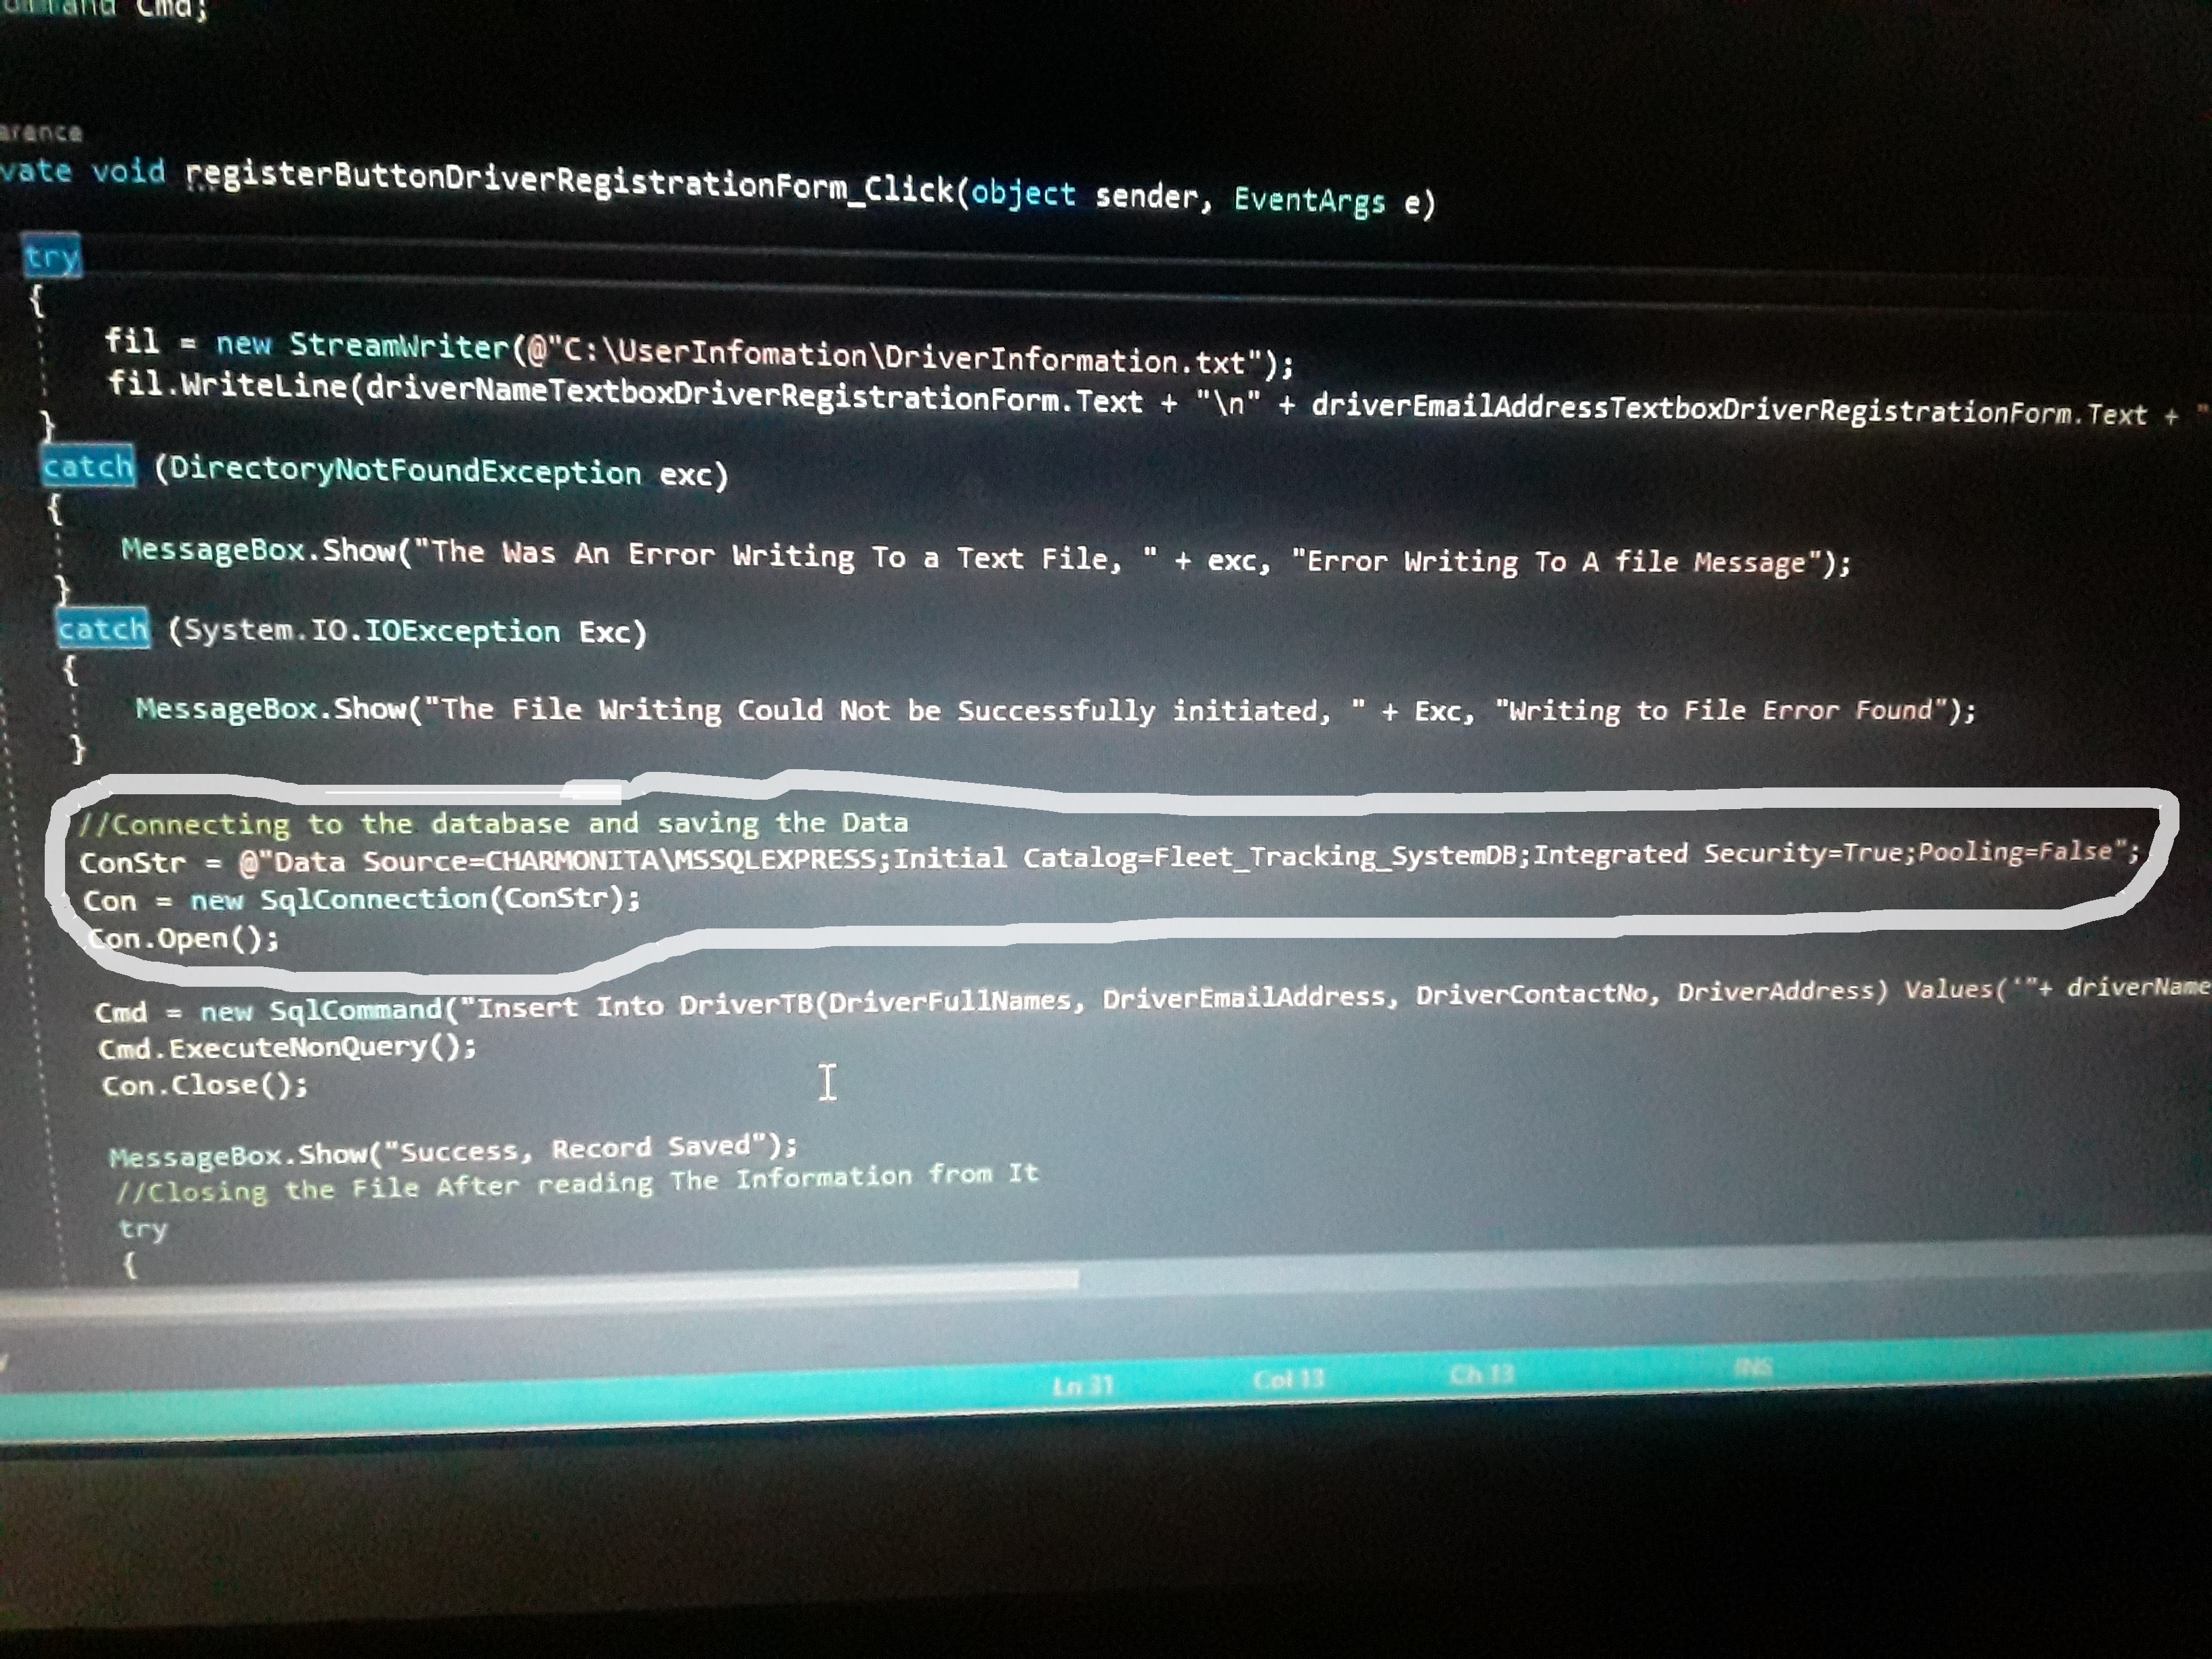 Cmd;
vate void registerButtonDriverRegistrationForm_Click(object sender, EventArgs e)
try
{
fil = new StreamWriter(@"C:\UserInfomation\DriverInformation.txt");
fil.WriteLine(driverNameTextboxDriverRegistrationForm.Text + "\n" + driverEmailAddressTextboxDriverRegistrationForm.Text + "
}
catch (DirectoryNotFoundException exc)
{
MessageBox.Show("The Was An Error Writing To a Text File, " + exc, "Error Writing To A file Message");
}
catch (System.IO.IOException Exc)
{
MessageBox.Show("The File Writing Could Not be Successfully initiated, " + Exc, "Writing to File Error Found");
}
//Connecting to the database and saving the Data
ConStr = @"Data Source=CHARMONITA\MSSQLEXPRESS;Initial Catalog=Fleet_Tracking_SystemDB;Integrated Security=True;Pooling=False";
Con = new SqlConnection(ConStr);
Con.Open();
Cmd = new SqlCommand("Insert Into DriverTB(DriverFullNames, DriverEmailAddress, DriverContactNo, DriverAddress) Values('"+ driverName
Cmd.ExecuteNonQuery();
Con.Close();
MessageBox.Show("Success, Record Saved");
//Closing the File After reading The Information from It
try
{
Ln 31 Col 13 Ch 13 INS